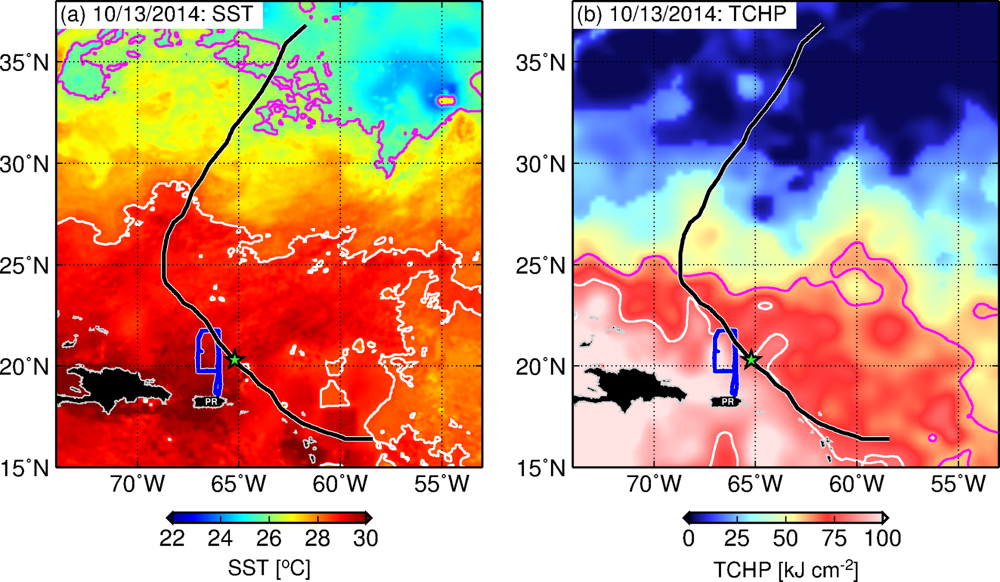 (a) 10/13/2014: SST
35°N
30°N
25°N
20°N
15°N
PR
70°W 65°W 60°W 55°W
22 24 26 28 30
SST [°C]
(b) 10/13/2014: TCHP
35°N
30°N
25°N
20°N
15°N
PR
70°W 65°W 60°W 55°W
0 25 50 75 100
TCHP [kJ cm⁻²]